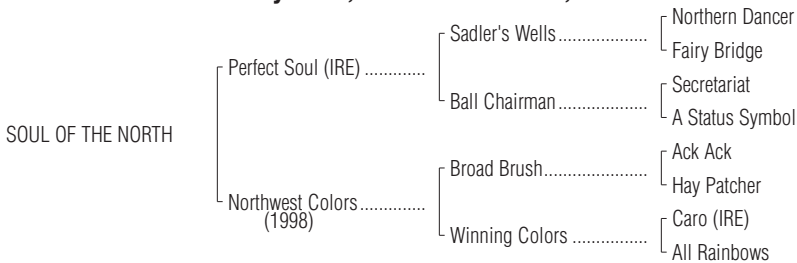 Northern Dancer
Sadler's Wells...................
Fairy Bridge
Perfect Soul (IRE) .............
Secretariat
Ball Chairman...................
A Status Symbol
SOUL OF THE NORTH
Ack Ack
Broad Brush......................
Hay Patcher
Northwest Colors..............
(1998)
Caro (IRE)
Winning Colors ................
All Rainbows